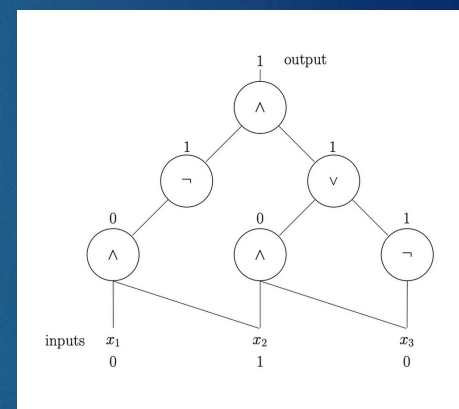 1 output
∧
1 1
¬ ∨
0 0 1
∧ ∧ ¬
inputs x₁ x₂ x₃
0 1 0